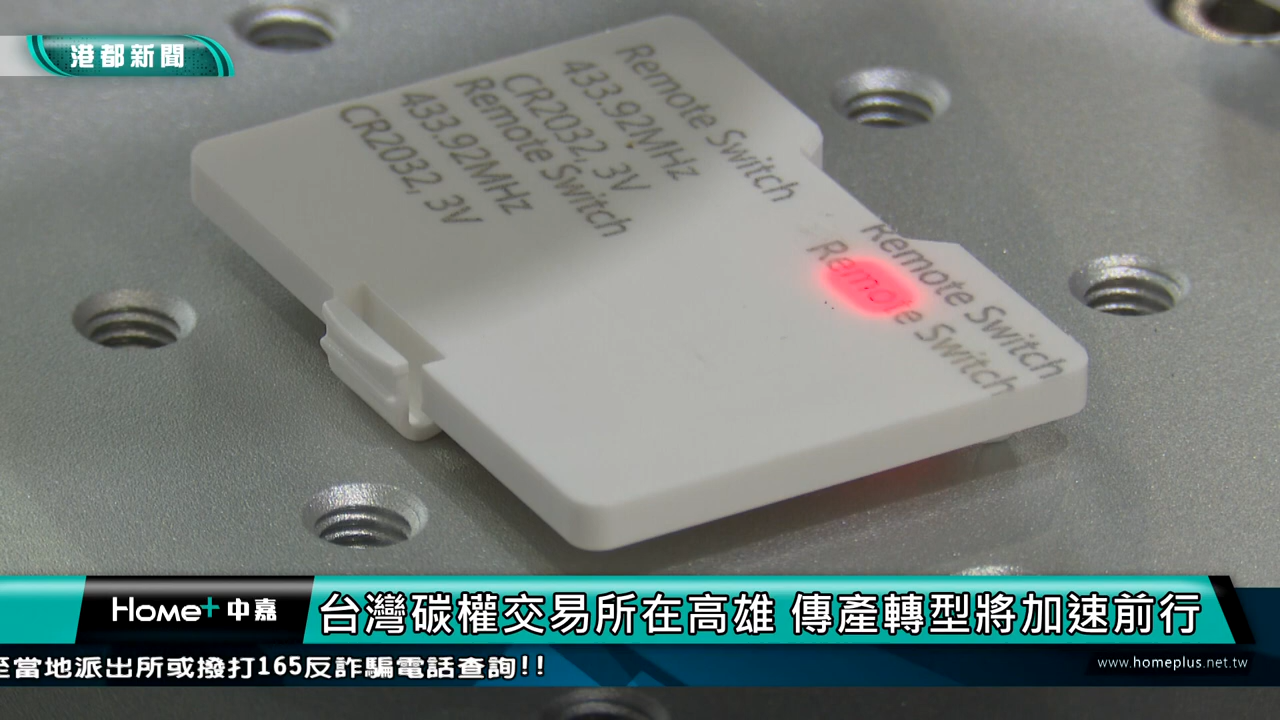 港都新聞
Remote Switch
433.92MHz
CR2032, 3V
Remote Switch
433.92MHz
CR2032, 3V
Remote Switch
Remote Switch
Home+中嘉
台灣碳權交易所在高雄 傳產轉型將加速前行
至當地派出所或撥打165反詐騙電話查詢!!
www.homeplus.net.tw